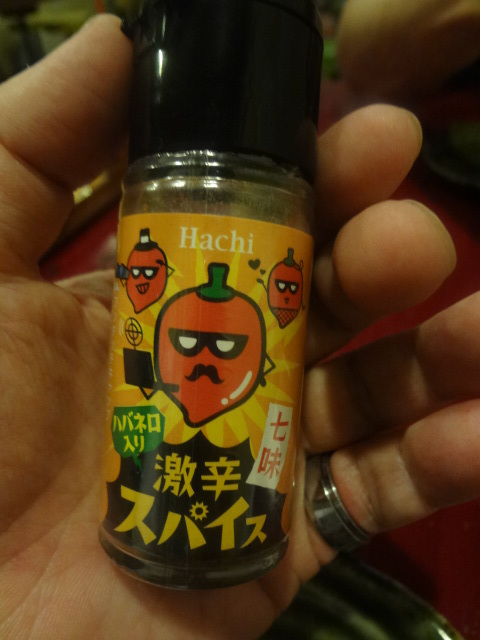 Hachi
ハバネロ
入り
七味
激辛
スパイス